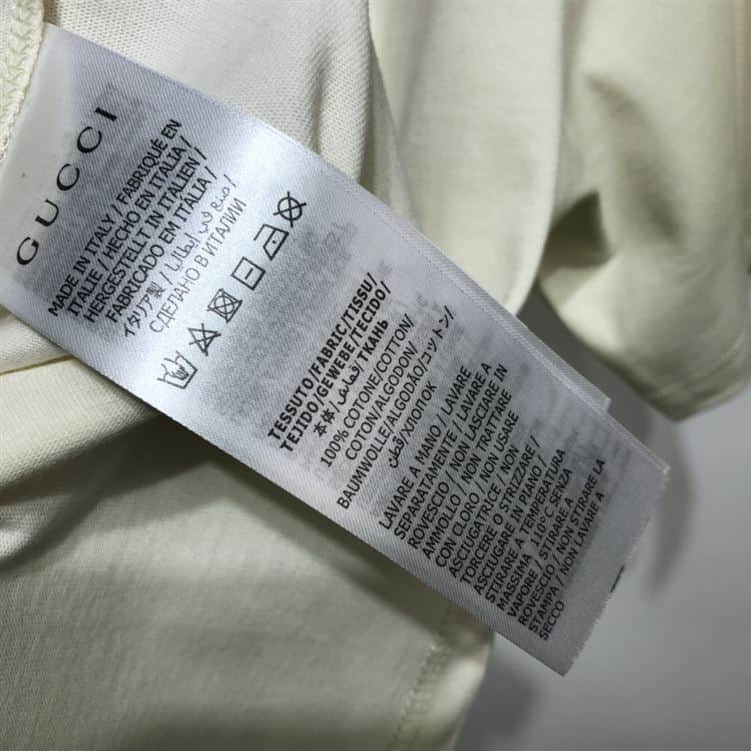 GUCCI
MADE IN ITALY / FABRIQUÉ EN
ITALIE / HECHO EN ITALIA /
HERGESTELLT IN ITALIEN /
FABRICADO EM ITÁLIA /
イタリア製 / صنع في إيطاليا /
СДЕЛАНО В ИТАЛИИ
TESSUTO/FABRIC/TISSU/
TEJIDO/GEWEBE/TECIDO/
本体/قماش/ТКАНЬ
100% COTONE/COTTON/
COTON/ALGODON/
BAUMWOLLE/ALGODÃO/コットン/
قطن/ХЛОПОК
LAVARE A MANO / LAVARE
SEPARATAMENTE / LAVARE A
ROVESCIO / NON LASCIARE IN
AMMOLLO / NON TRATTARE
CON CLORO / NON USARE
ASCIUGATRICE / NON
TORCERE O STRIZZARE /
ASCIUGARE IN PIANO /
STIRARE A TEMPERATURA
MASSIMA 110°C SENZA
VAPORE / STIRARE A
ROVESCIO / NON STIRARE LA
STAMPA / NON LAVARE A
SECCO